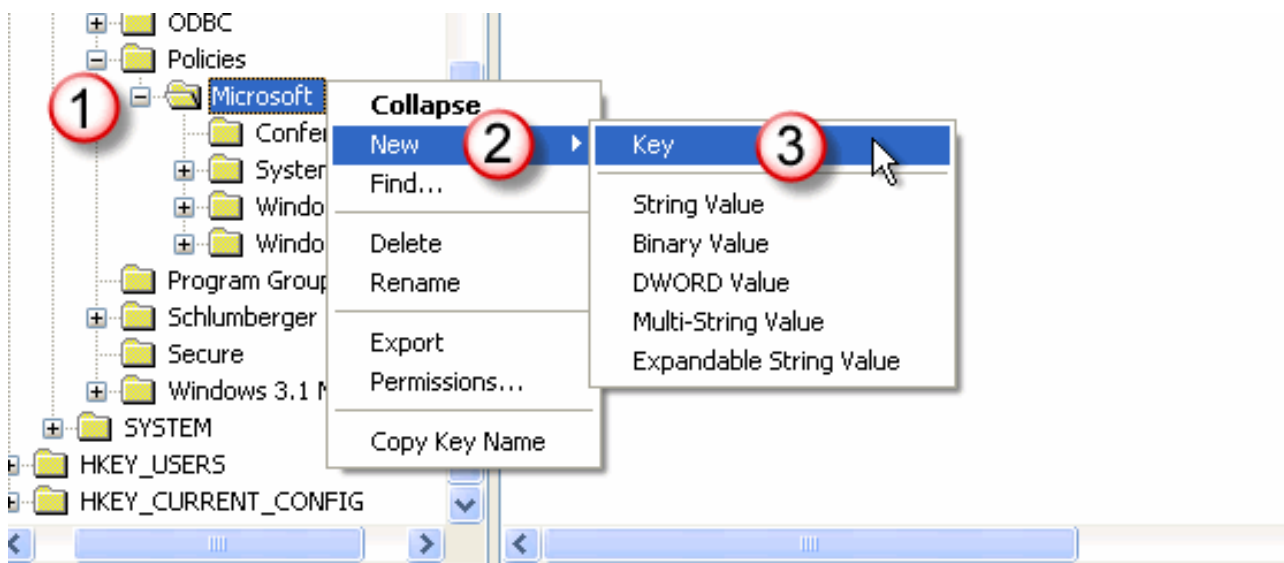 ODBC
Policies
1
Microsoft
Confer
System
Windo
Windo
Program Group
Schlumberger
Secure
Windows 3.1 M
SYSTEM
HKEY_USERS
HKEY_CURRENT_CONFIG
Collapse
New 2
Find...
Delete
Rename
Export
Permissions...
Copy Key Name
Key 3
String Value
Binary Value
DWORD Value
Multi-String Value
Expandable String Value